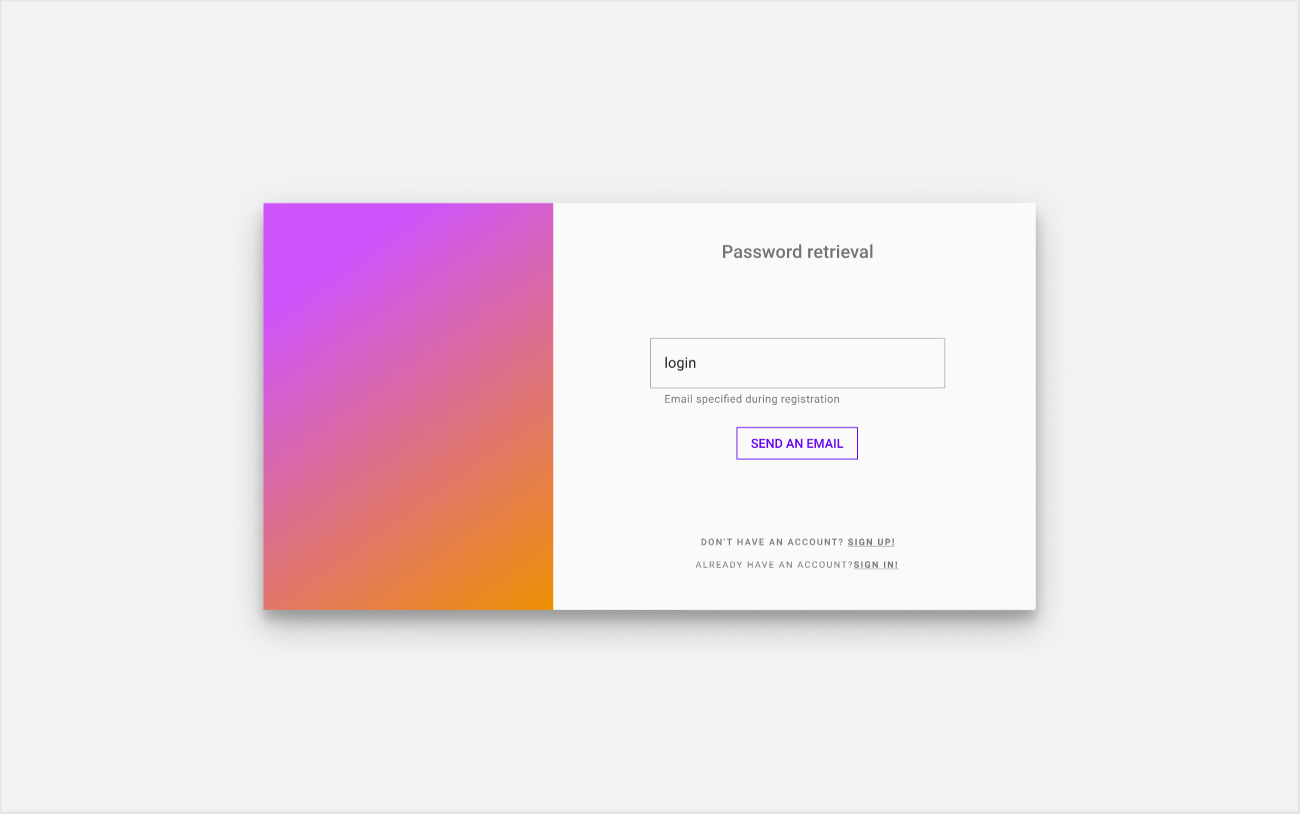 Password retrieval
login
Email specified during registration
SEND AN EMAIL
DON'T HAVE AN ACCOUNT? SIGN UP!
ALREADY HAVE AN ACCOUNT?SIGN IN!